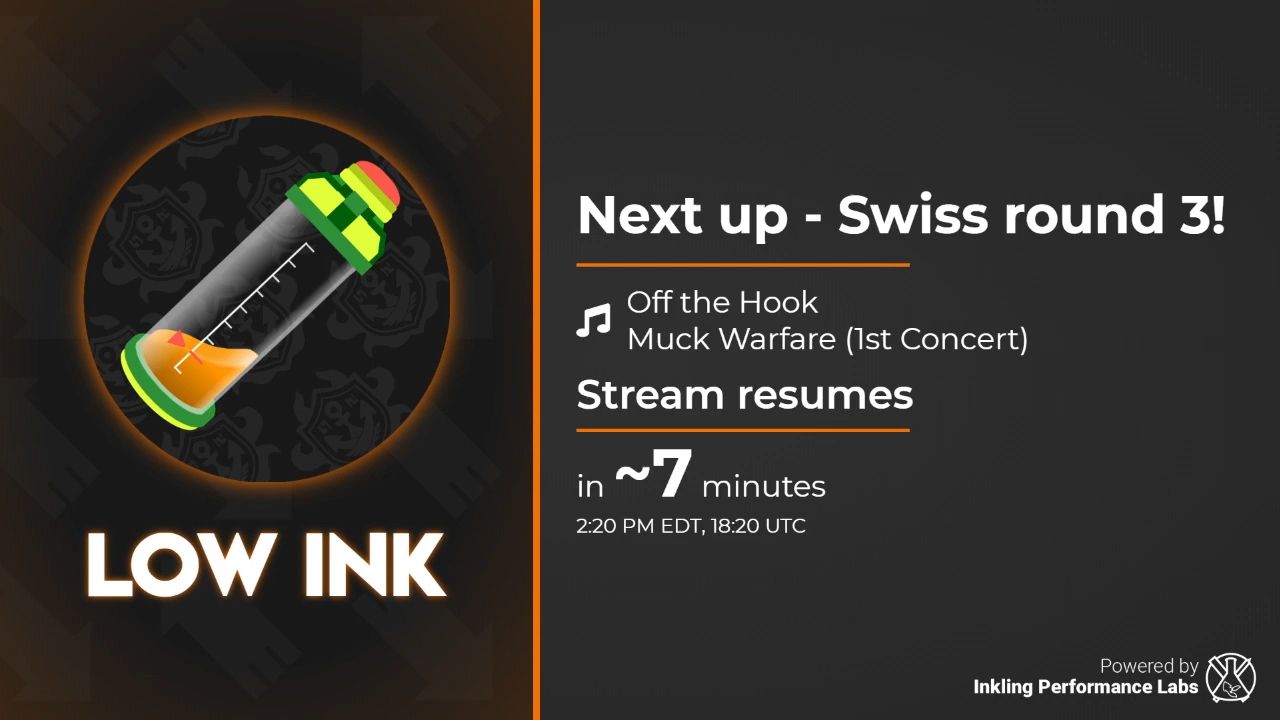 LOW INK
Next up - Swiss round 3!
Off the Hook
Muck Warfare (1st Concert)
Stream resumes
in ~7 minutes
2:20 PM EDT, 18:20 UTC
Powered by
Inkling Performance Labs